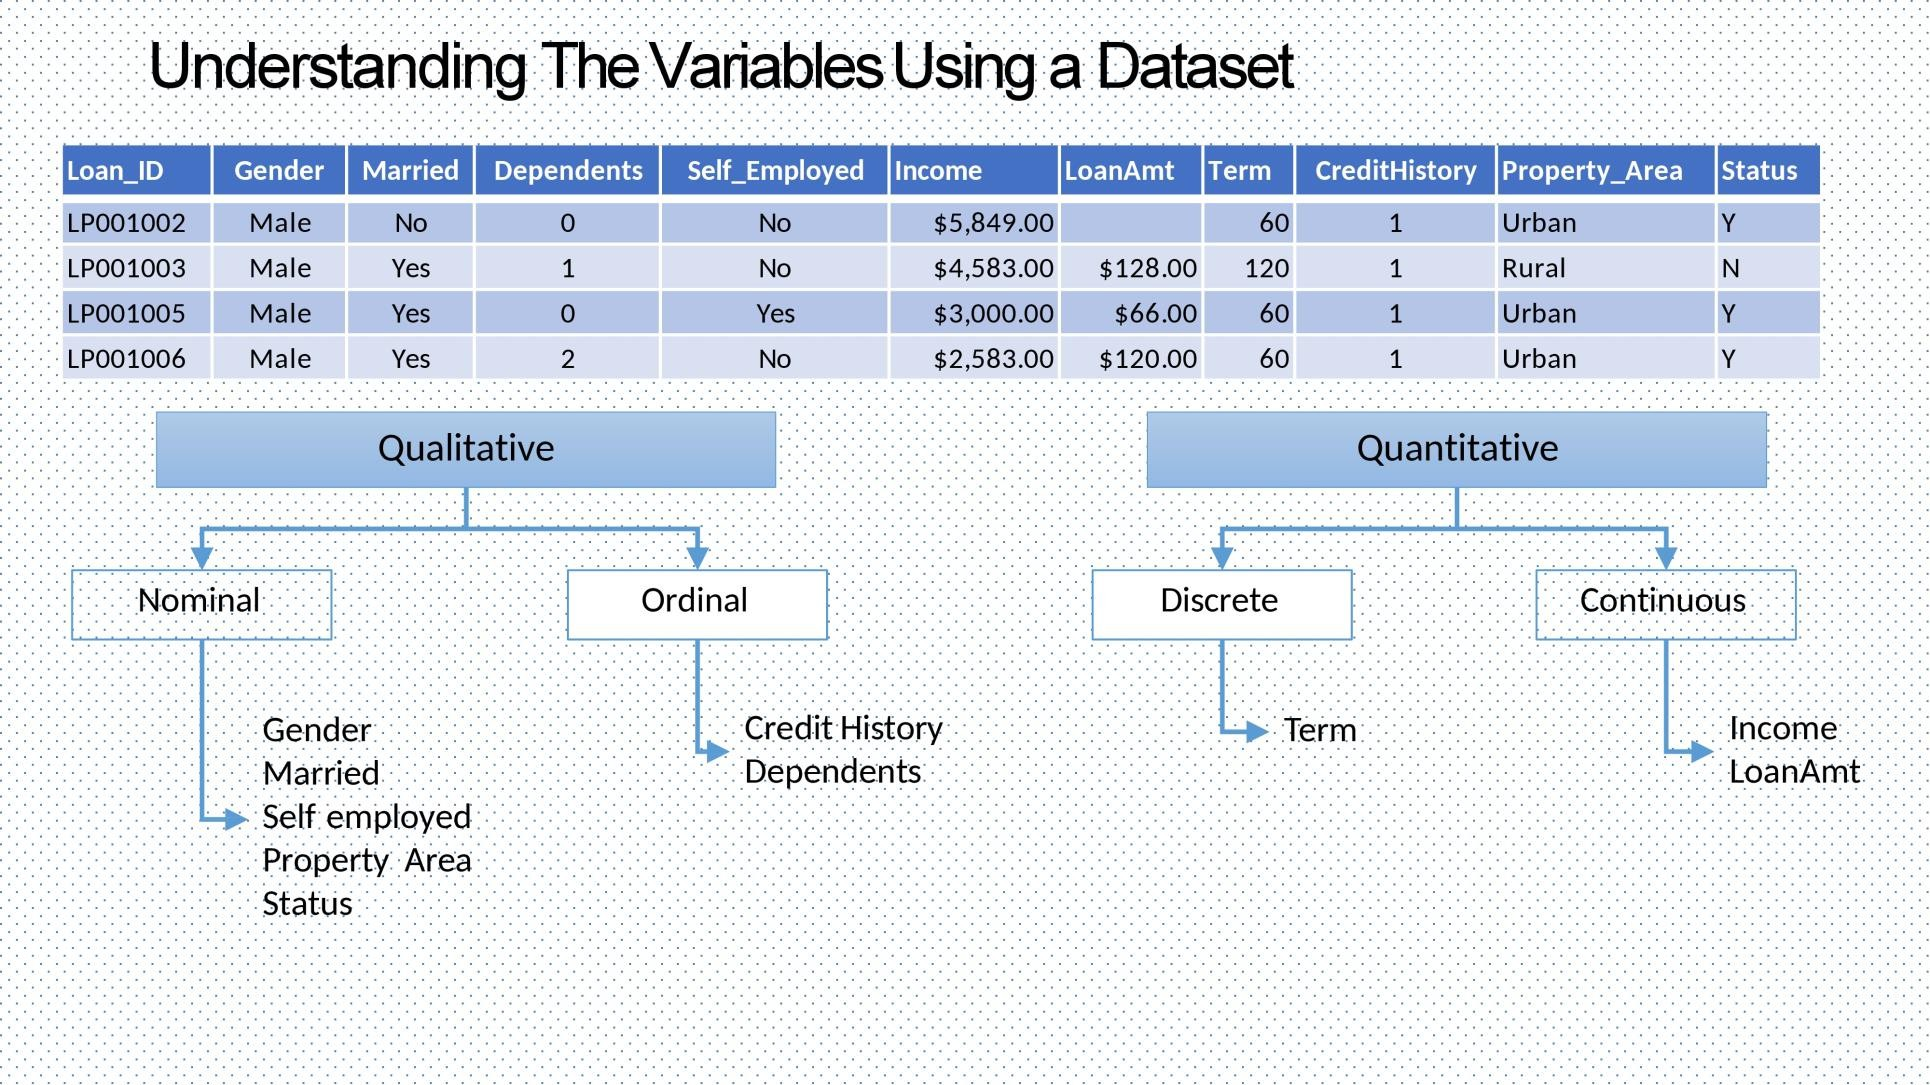 Understanding The Variables Using a Dataset
Loan_ID Gender Married Dependents Self_Employed Income LoanAmt Term CreditHistory Property_Area Status
LP001002 Male No 0 No $5,849.00 60 1 Urban Y
LP001003 Male Yes 1 No $4,583.00 $128.00 120 1 Rural N
LP001005 Male Yes 0 Yes $3,000.00 $66.00 60 1 Urban Y
LP001006 Male Yes 2 No $2,583.00 $120.00 60 1 Urban Y
Qualitative
Quantitative
Nominal
Ordinal
Discrete
Continuous
Gender
Married
Self employed
Property Area
Status
Credit History
Dependents
Term
Income
LoanAmt